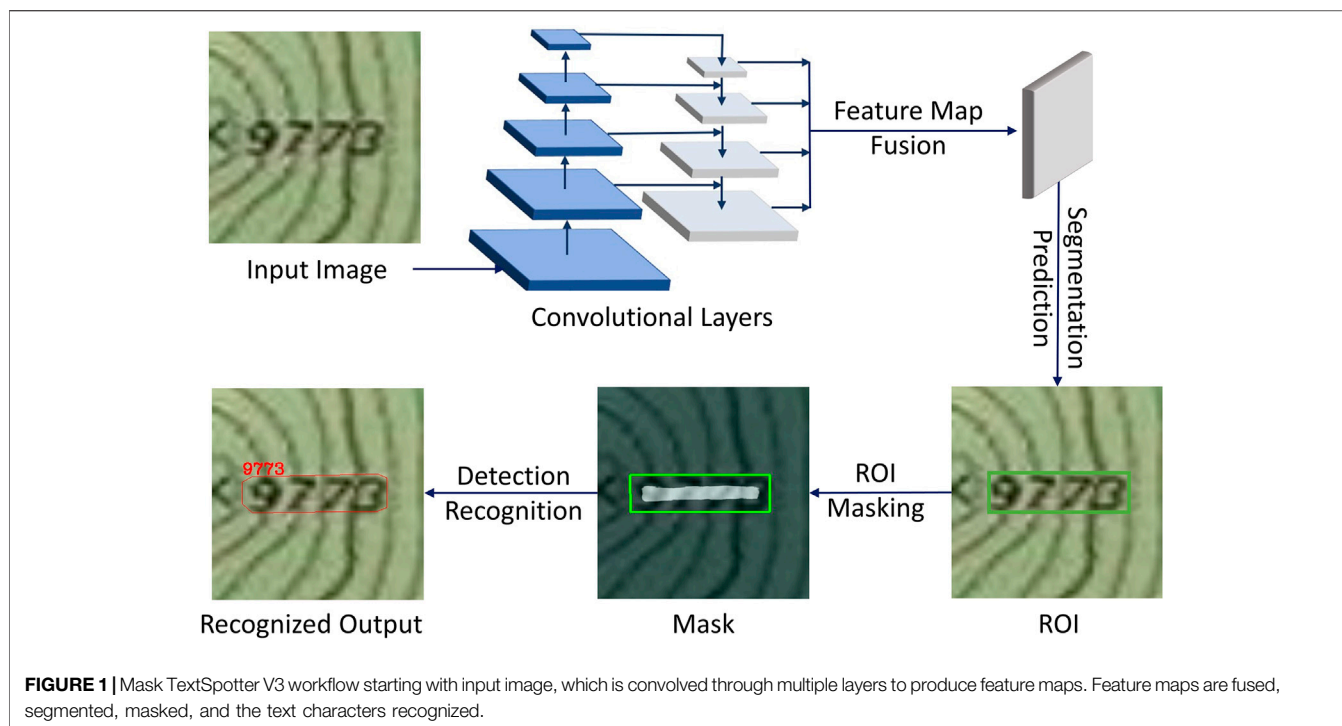 9773
Input Image
Convolutional Layers
Feature Map
Fusion
Segmentation
Prediction
9773
9773
Detection
Recognition
ROI
Masking
9773
Recognized Output
Mask
ROI
FIGURE 1 | Mask TextSpotter V3 workflow starting with input image, which is convolved through multiple layers to produce feature maps. Feature maps are fused,
segmented, masked, and the text characters recognized.